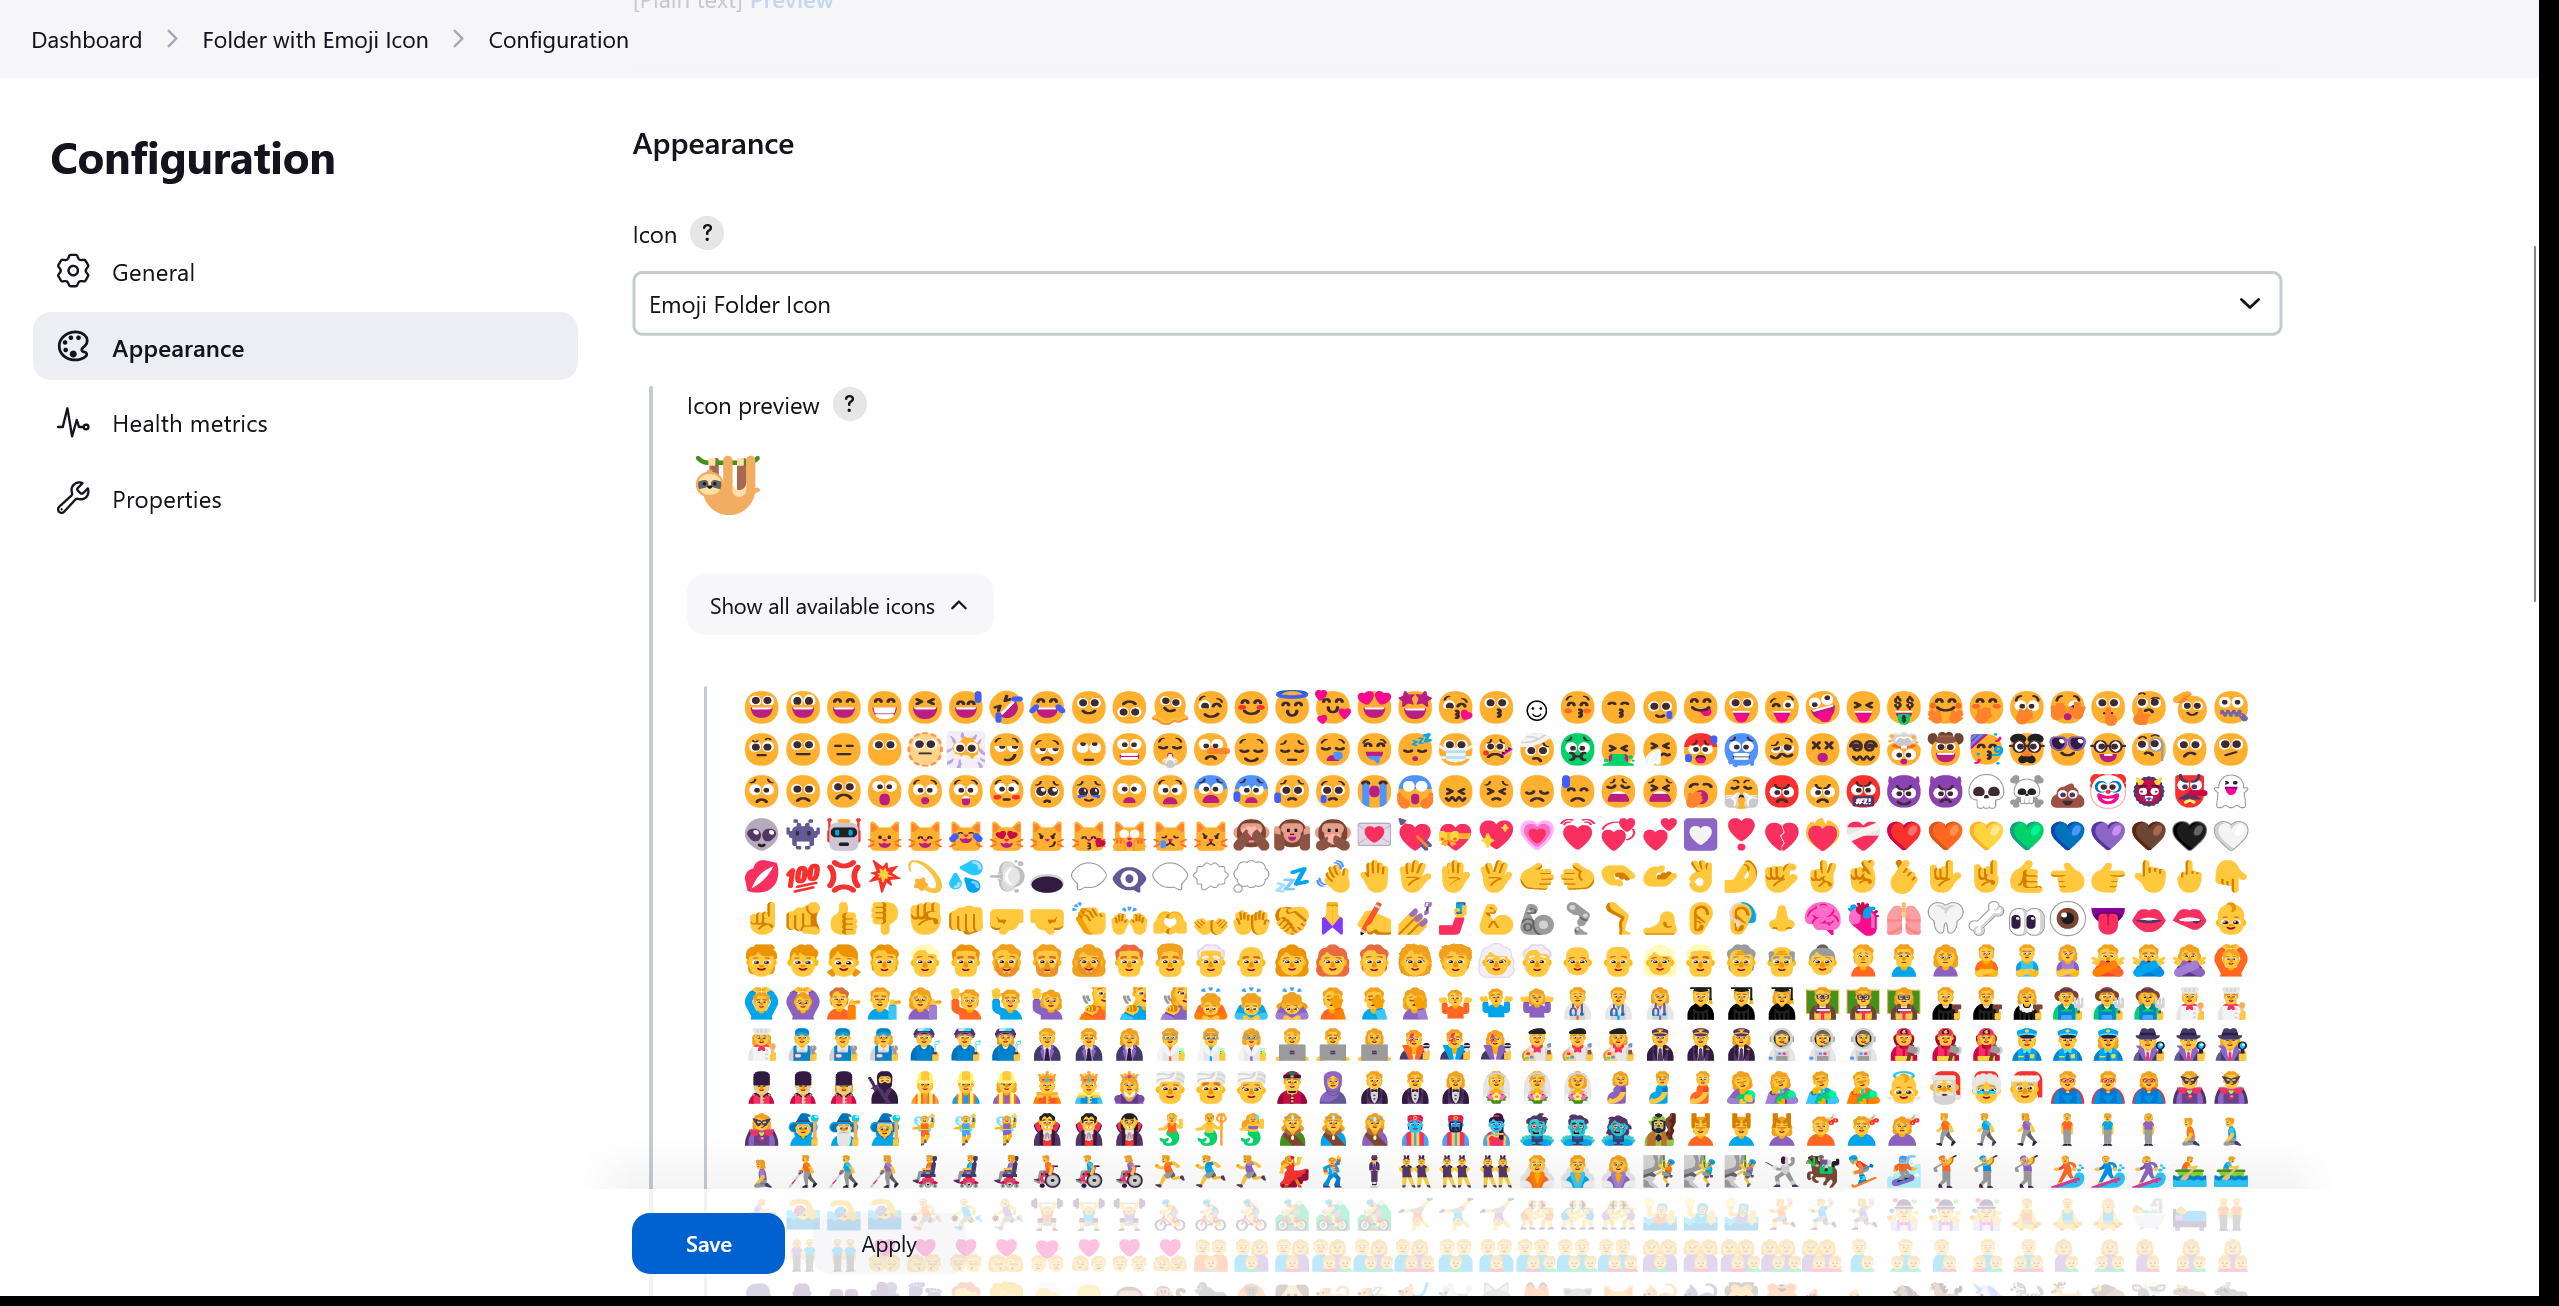 [Plain text] Preview
Dashboard > Folder with Emoji Icon > Configuration
Configuration
General
Appearance
Health metrics
Properties
Appearance
Icon ?
Emoji Folder Icon
Icon preview ?
Show all available icons
Save
Apply